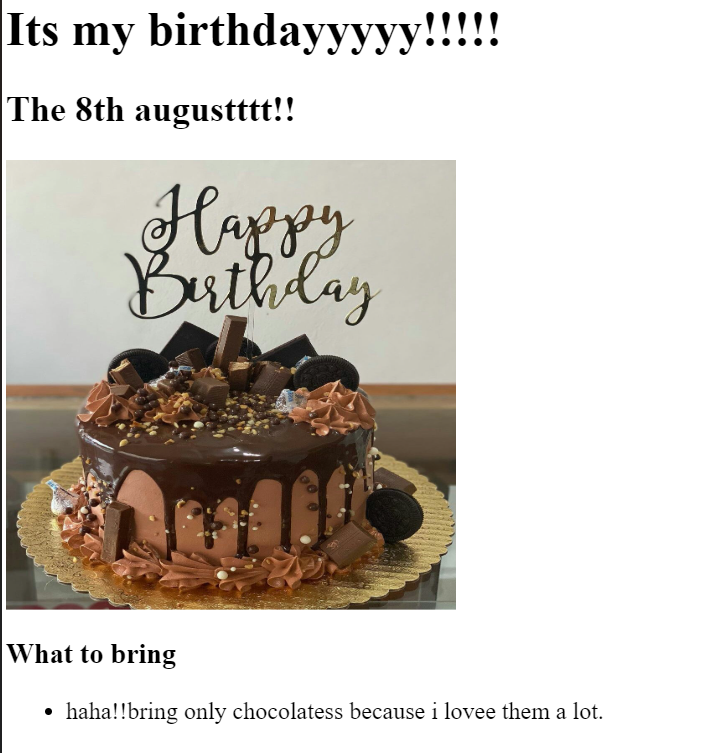 Its my birthdayyyyy!!!!!
The 8th augustttt!!
Happy
Birthday
What to bring
haha!!bring only chocolatess because i lovee them a lot.